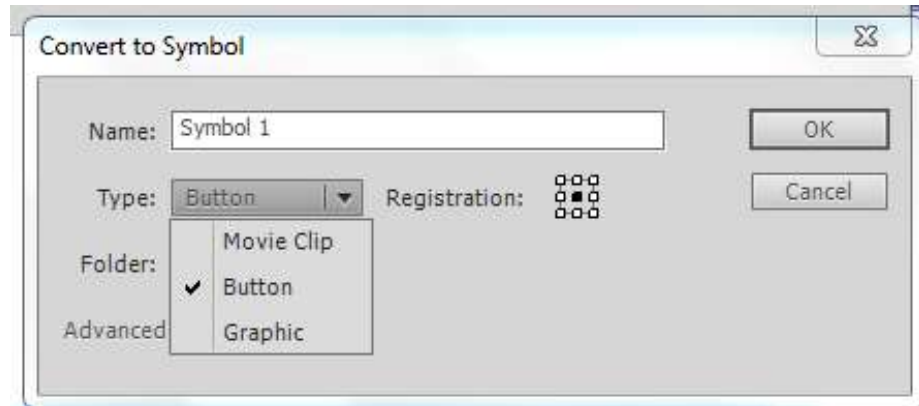 Convert to Symbol
Name: Symbol 1
OK
Type: Button Registration:
Cancel
Movie Clip
Folder:
Button
Advanced
Graphic